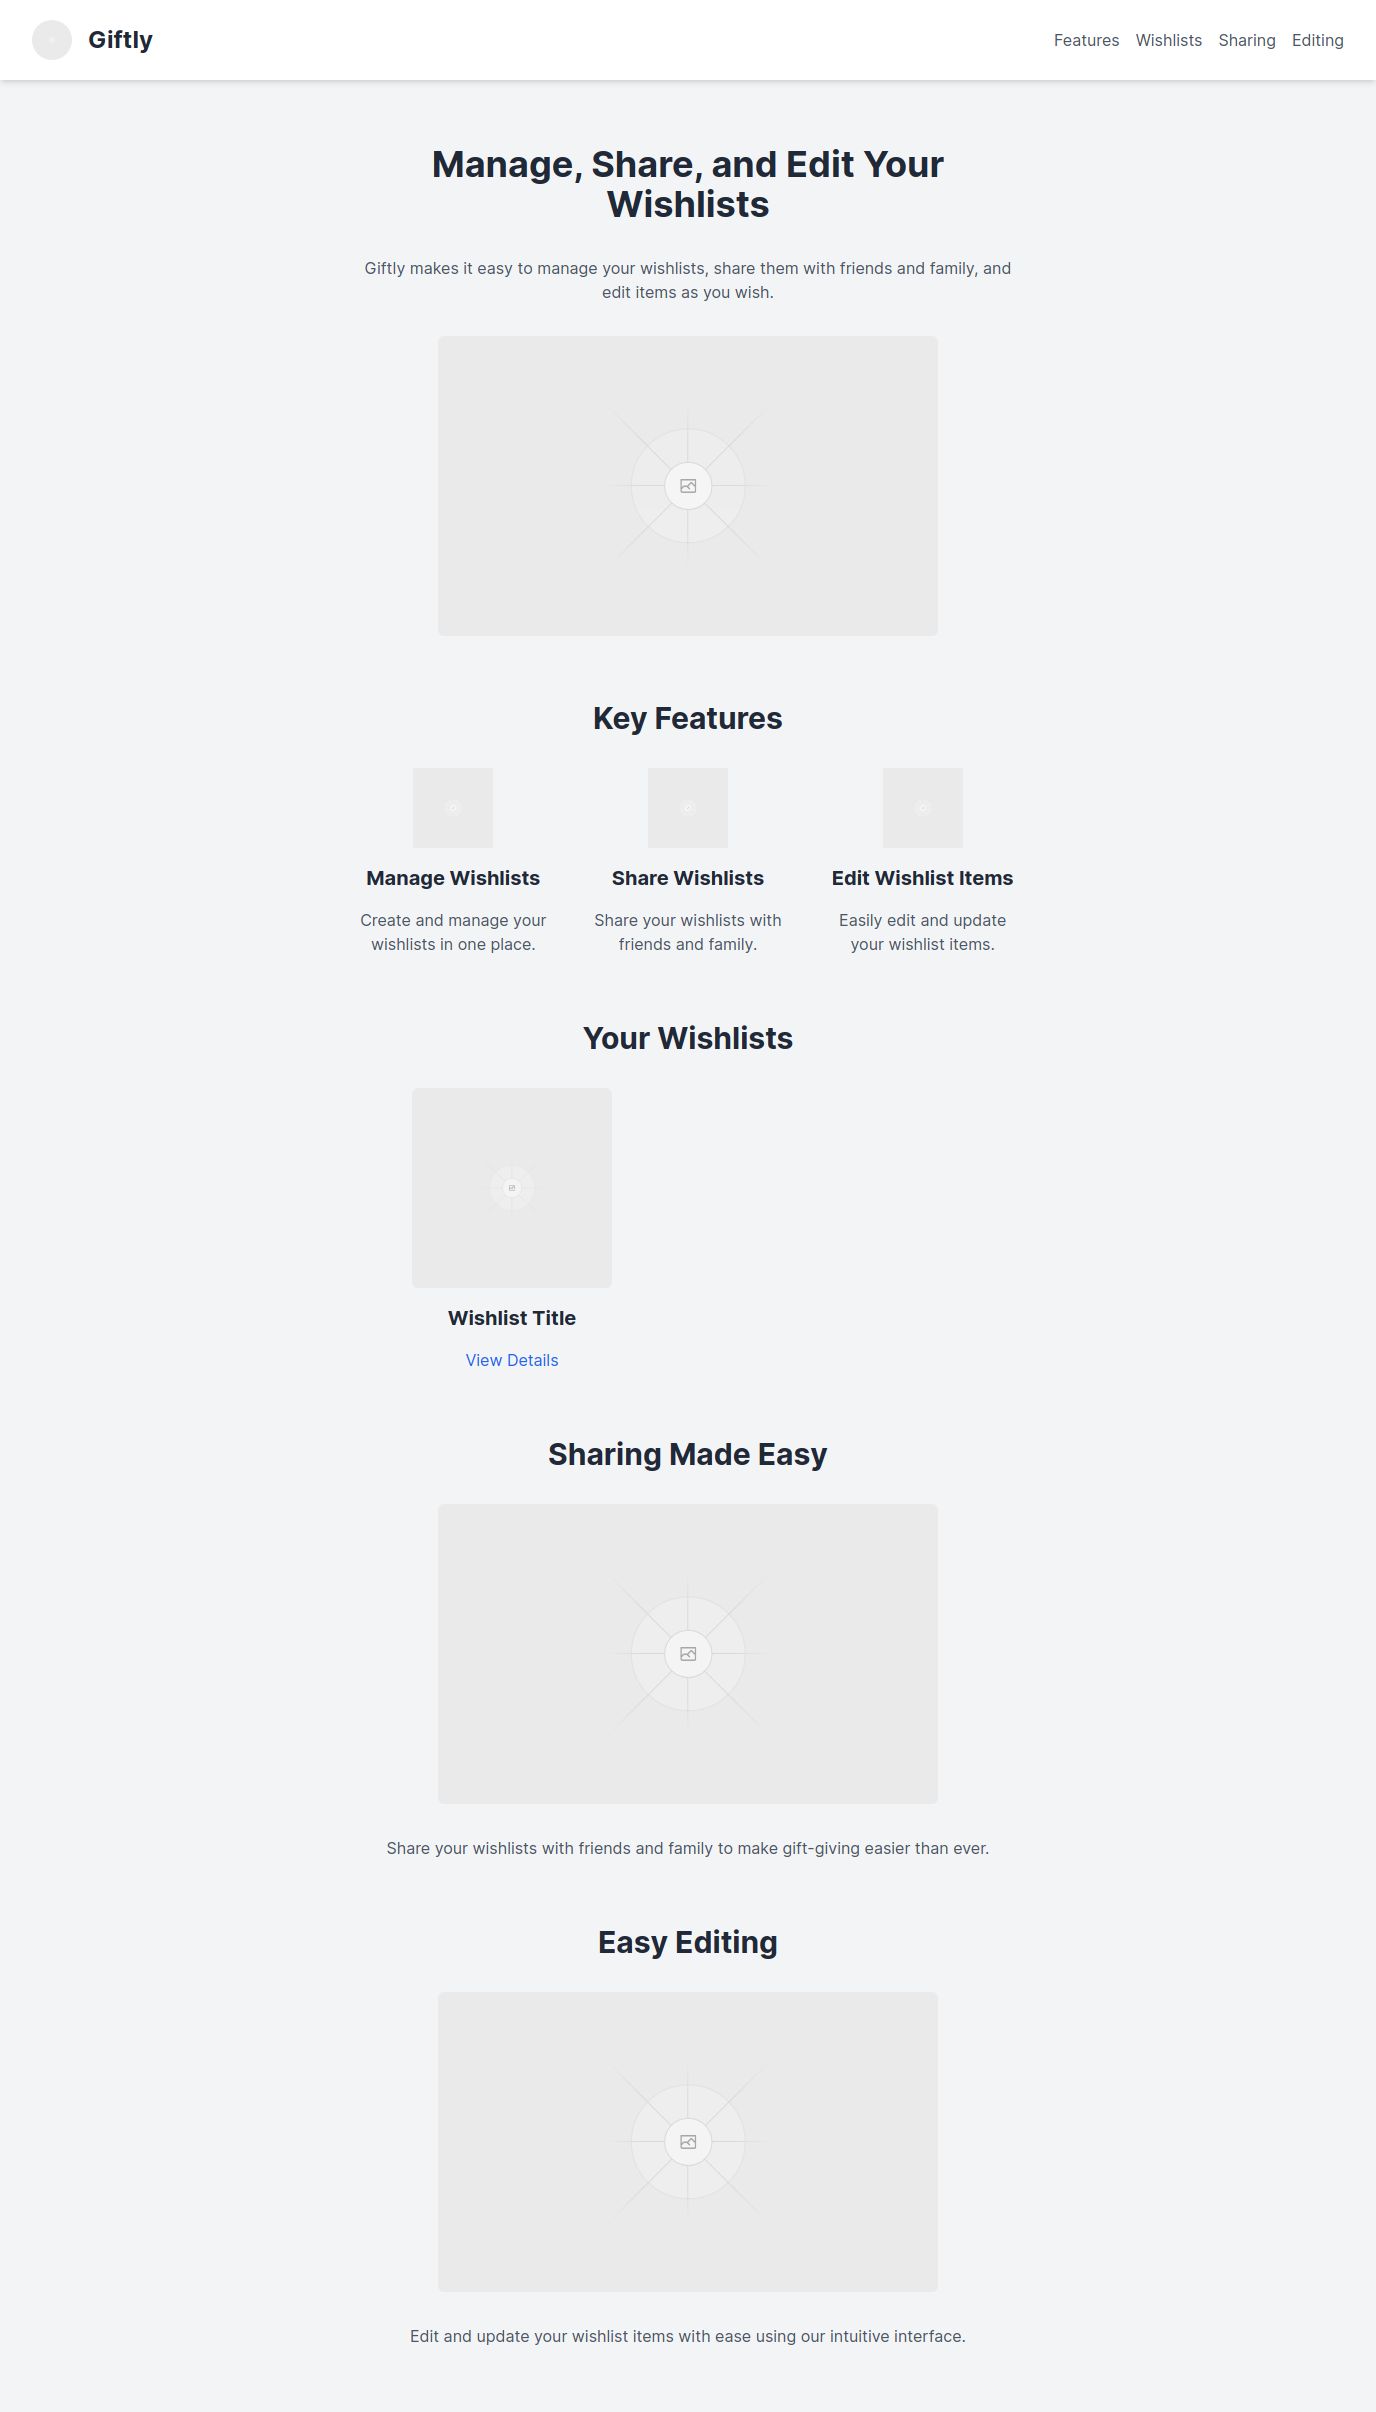 Giftly
Features Wishlists Sharing Editing
Manage, Share, and Edit Your
Wishlists
Giftly makes it easy to manage your wishlists, share them with friends and family, and
edit items as you wish.
Key Features
Manage Wishlists
Create and manage your
wishlists in one place.
Share Wishlists
Share your wishlists with
friends and family.
Edit Wishlist Items
Easily edit and update
your wishlist items.
Your Wishlists
Wishlist Title
View Details
Sharing Made Easy
Share your wishlists with friends and family to make gift-giving easier than ever.
Easy Editing
Edit and update your wishlist items with ease using our intuitive interface.